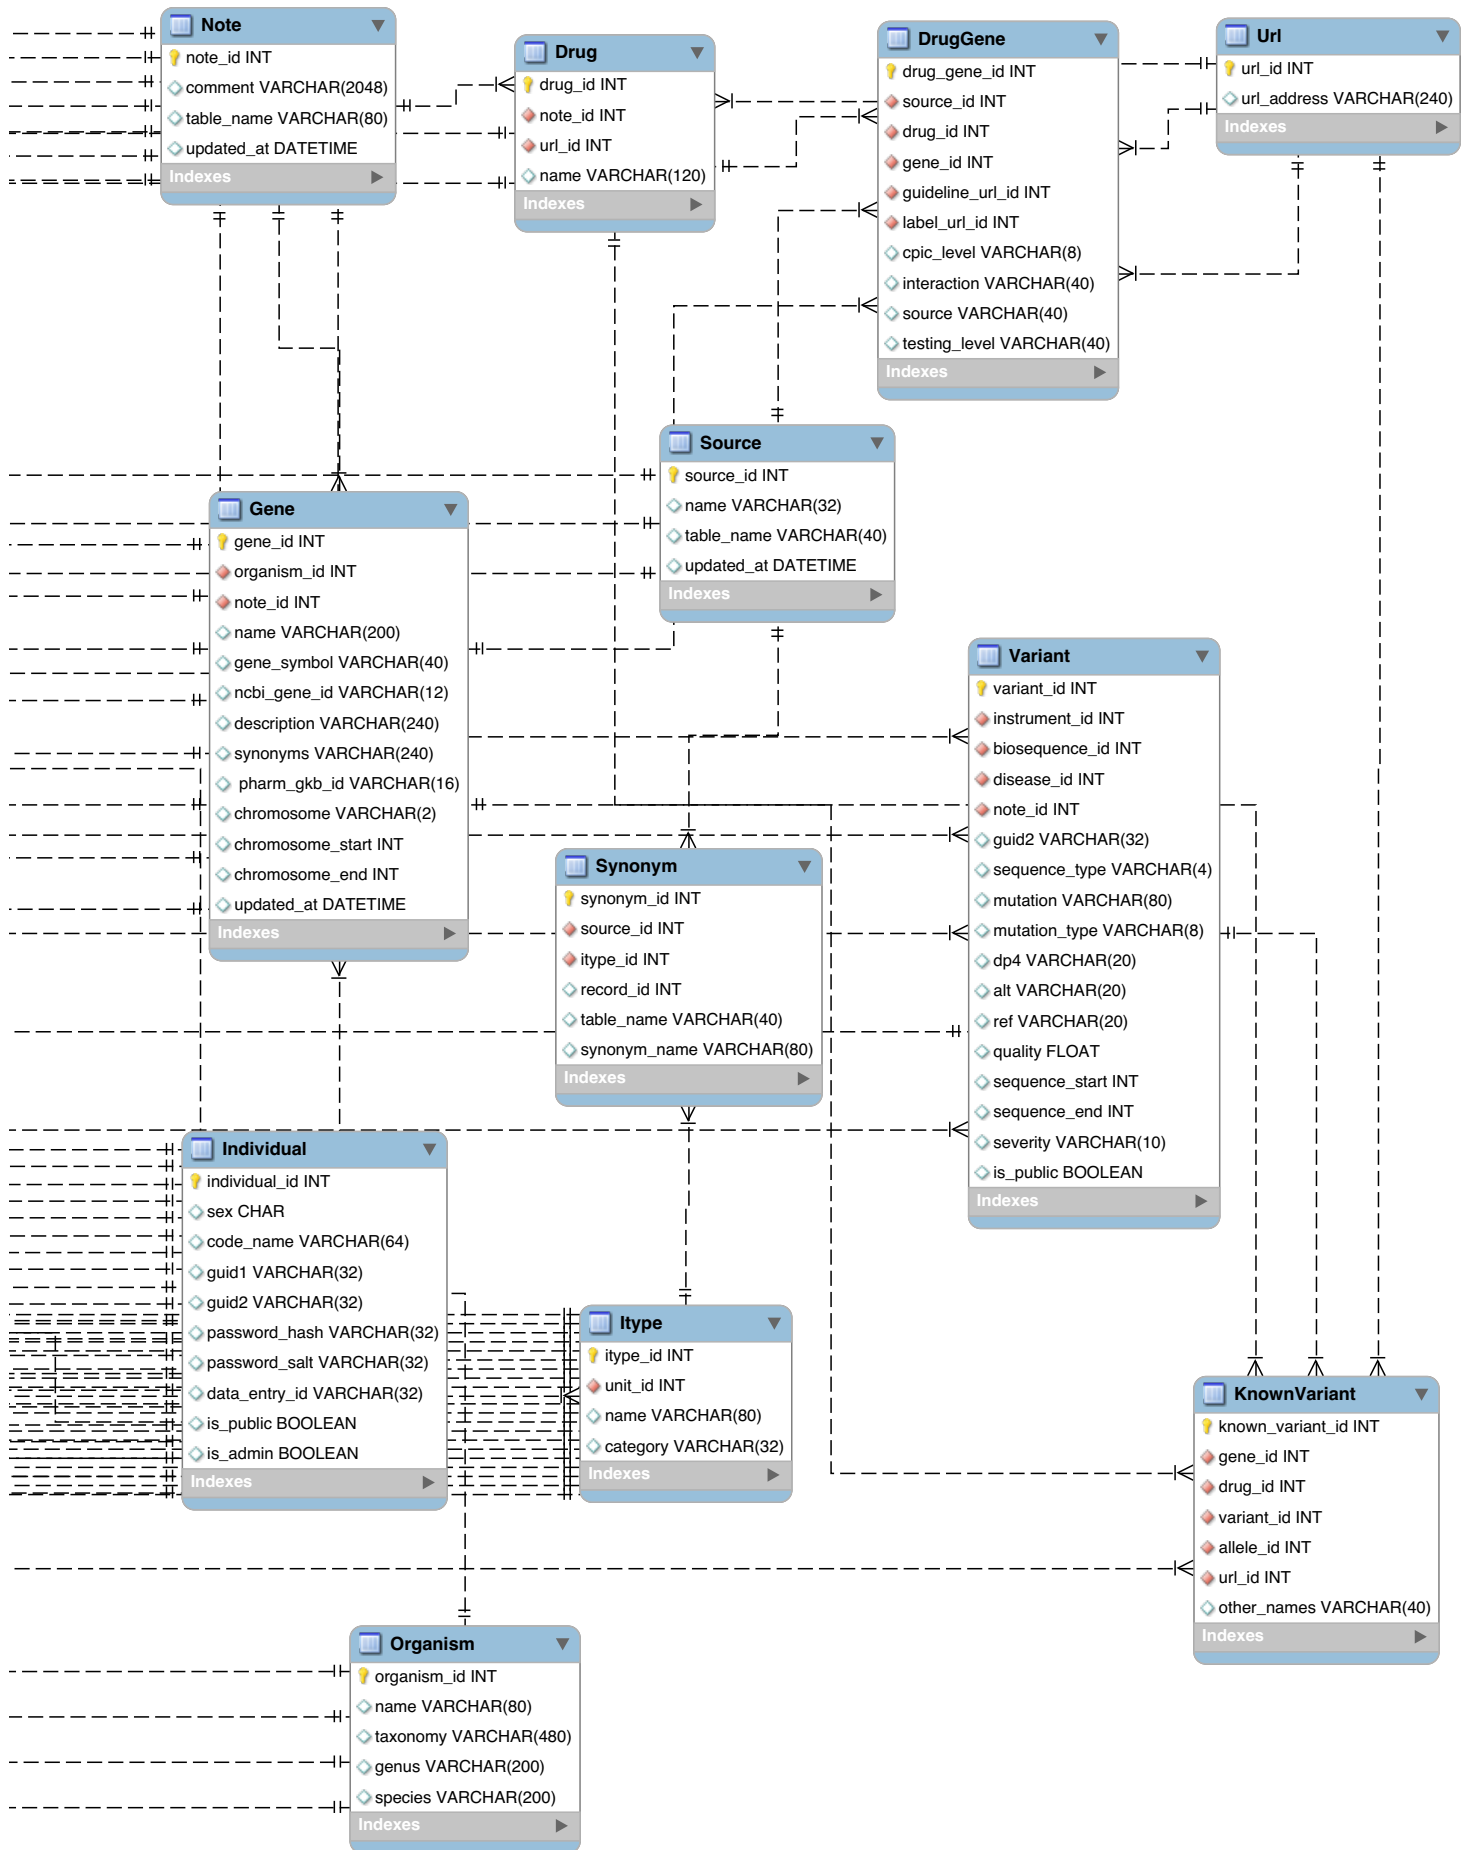 Note
note_id INT
comment VARCHAR(2048)
table_name VARCHAR(80)
updated_at DATETIME
Indexes
Drug
drug_id INT
note_id INT
url_id INT
name VARCHAR(120)
Indexes
DrugGene
drug_gene_id INT
source_id INT
drug_id INT
gene_id INT
guideline_url_id INT
label_url_id INT
cpic_level VARCHAR(8)
interaction VARCHAR(40)
source VARCHAR(40)
testing_level VARCHAR(40)
Indexes
Url
url_id INT
url_address VARCHAR(240)
Indexes
Source
source_id INT
name VARCHAR(32)
table_name VARCHAR(40)
updated_at DATETIME
Indexes
Gene
gene_id INT
organism_id INT
note_id INT
name VARCHAR(200)
gene_symbol VARCHAR(40)
ncbi_gene_id VARCHAR(12)
description VARCHAR(240)
synonyms VARCHAR(240)
pharm_gkb_id VARCHAR(16)
chromosome VARCHAR(2)
chromosome_start INT
chromosome_end INT
updated_at DATETIME
Indexes
Variant
variant_id INT
instrument_id INT
biosequence_id INT
disease_id INT
note_id INT
guid2 VARCHAR(32)
sequence_type VARCHAR(4)
mutation VARCHAR(80)
mutation_type VARCHAR(8)
dp4 VARCHAR(20)
alt VARCHAR(20)
ref VARCHAR(20)
quality FLOAT
sequence_start INT
sequence_end INT
severity VARCHAR(10)
is_public BOOLEAN
Indexes
Synonym
synonym_id INT
source_id INT
itype_id INT
record_id INT
table_name VARCHAR(40)
synonym_name VARCHAR(80)
Indexes
Individual
individual_id INT
sex CHAR
code_name VARCHAR(64)
guid1 VARCHAR(32)
guid2 VARCHAR(32)
password_hash VARCHAR(32)
password_salt VARCHAR(32)
data_entry_id VARCHAR(32)
is_public BOOLEAN
is_admin BOOLEAN
Indexes
Itype
itype_id INT
unit_id INT
name VARCHAR(80)
category VARCHAR(32)
Indexes
KnownVariant
known_variant_id INT
gene_id INT
drug_id INT
variant_id INT
allele_id INT
url_id INT
other_names VARCHAR(40)
Indexes
Organism
organism_id INT
name VARCHAR(80)
taxonomy VARCHAR(480)
genus VARCHAR(200)
species VARCHAR(200)
Indexes